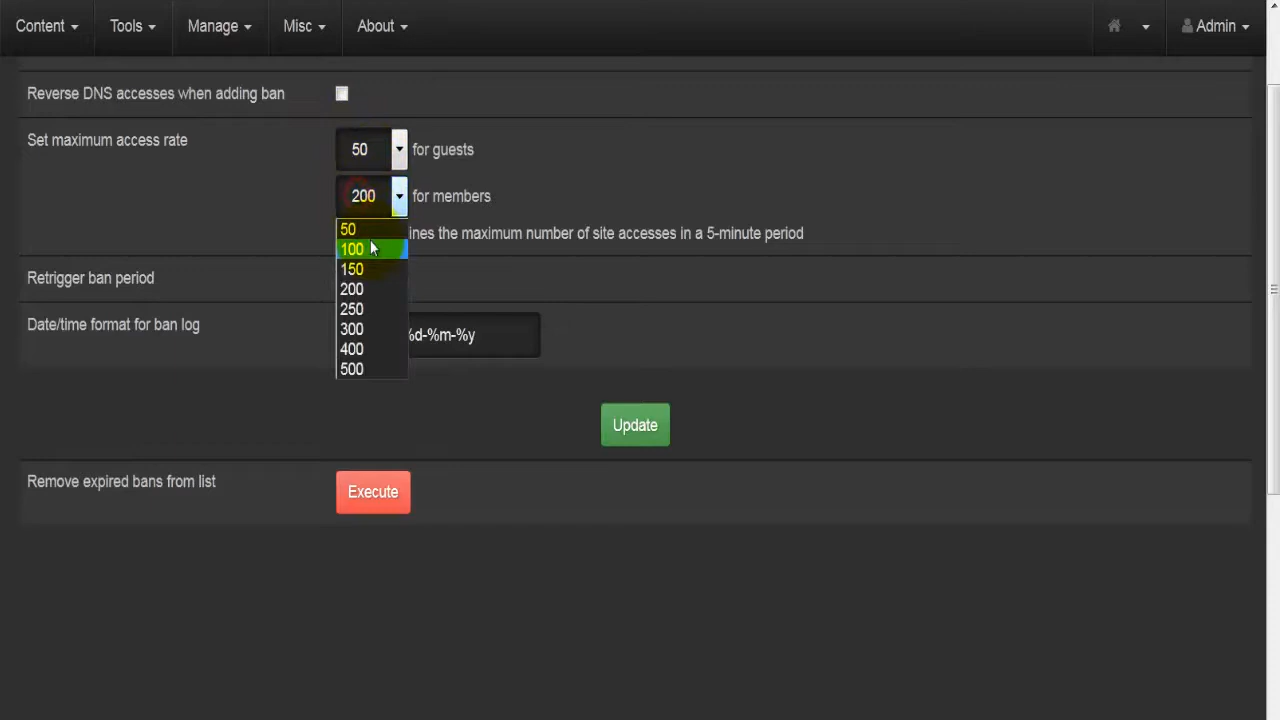 Content Tools Manage Misc About Admin
Reverse DNS accesses when adding ban
Set maximum access rate
50 for guests
200 for members
50
ines the maximum number of site accesses in a 5-minute period
100
150
Retrigger ban period
200
250
Date/time format for ban log
300
%d-%m-%y
400
500
Update
Remove expired bans from list
Execute